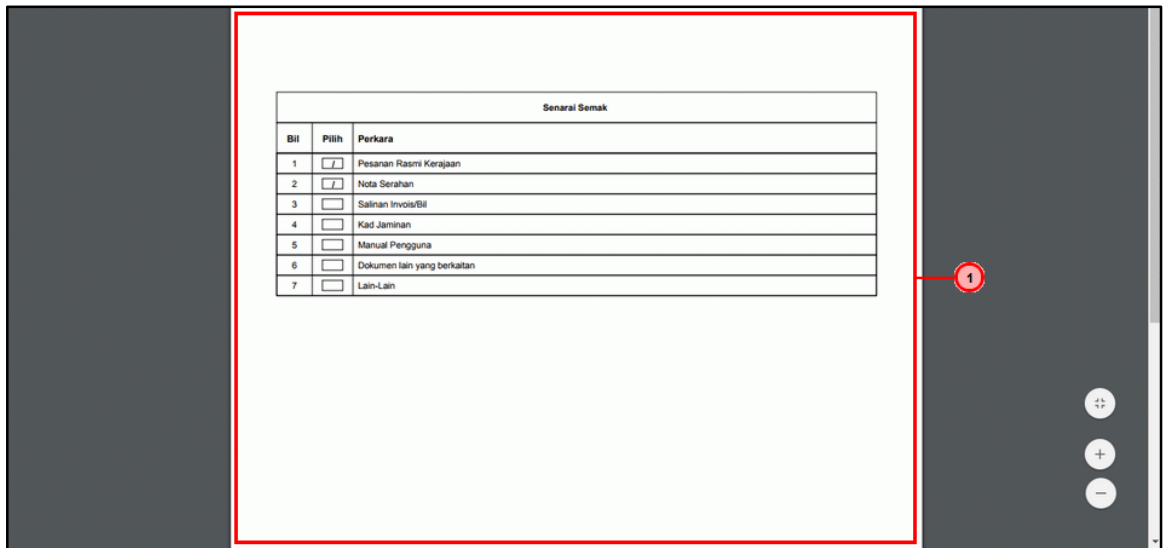 Senarai Semak
Bil Pilih Perkara
1 / Pesanan Rasmi Kerajaan
2 / Nota Serahan
3 Salinan Invois/Bil
4 Kad Jaminan
5 Manual Pengguna
6 Dokumen lain yang berkaitan
7 Lain-Lain
1